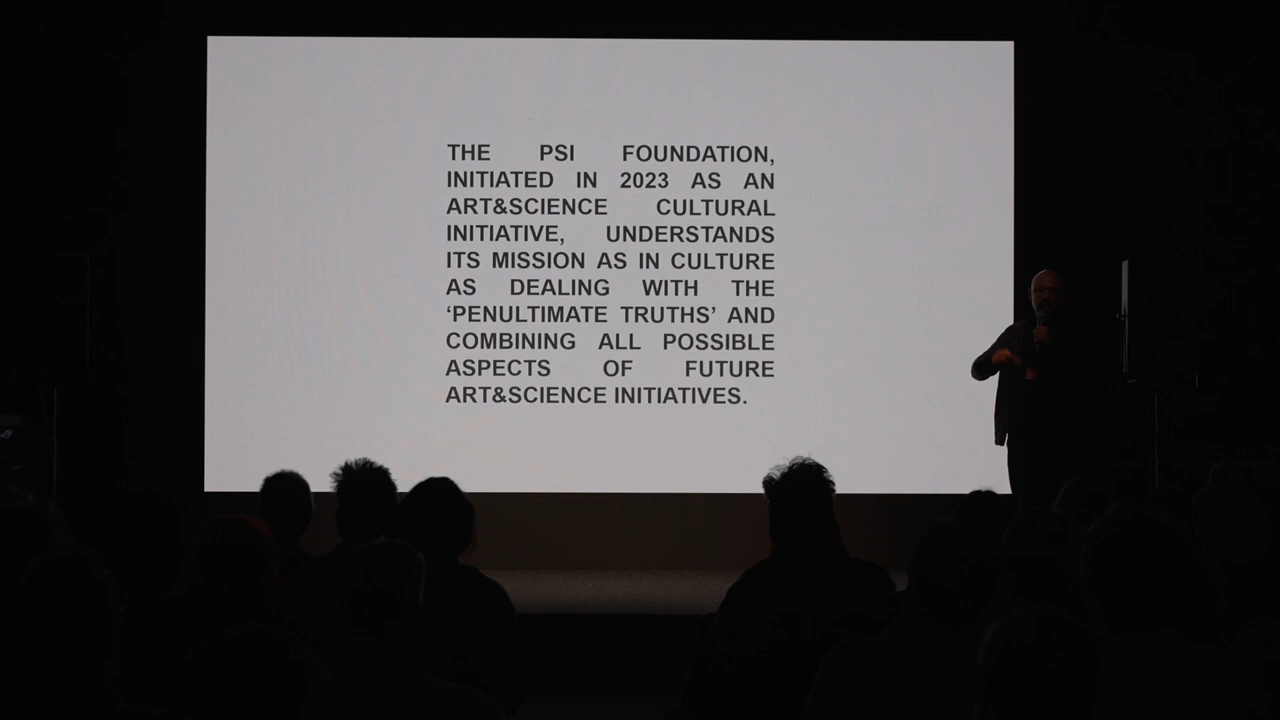 THE PSI FOUNDATION,
INITIATED IN 2023 AS AN
ART&SCIENCE CULTURAL
INITIATIVE, UNDERSTANDS
ITS MISSION AS IN CULTURE
AS DEALING WITH THE
‘PENULTIMATE TRUTHS’ AND
COMBINING ALL POSSIBLE
ASPECTS OF FUTURE
ART&SCIENCE INITIATIVES.